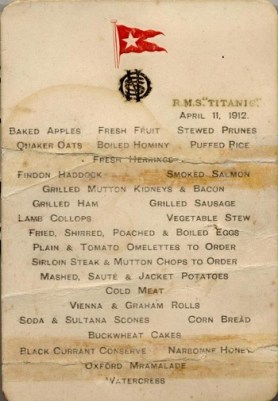 R.M.S. "TITANIC"
APRIL 11, 1912.
BAKED APPLES FRESH FRUIT STEWED PRUNES
QUAKER OATS BOILED HOMINY PUFFED RICE
FRESH HERRINGS
FINDON HADDOCK SMOKED SALMON
GRILLED MUTTON KIDNEYS & BACON
GRILLED HAM GRILLED SAUSAGE
LAMB COLLOPS VEGETABLE STEW
FRIED, SHIRRED, POACHED & BOILED EGGS
PLAIN & TOMATO OMELETTES TO ORDER
SIRLOIN STEAK & MUTTON CHOPS TO ORDER
MASHED, SAUTÉ & JACKET POTATOES
COLD MEAT
VIENNA & GRAHAM ROLLS
SODA & SULTANA SCONES CORN BREAD
BUCKWHEAT CAKES
BLACK CURRANT CONSERVE NARBONNE HONEY
OXFORD MRAMALADE
WATERCRESS